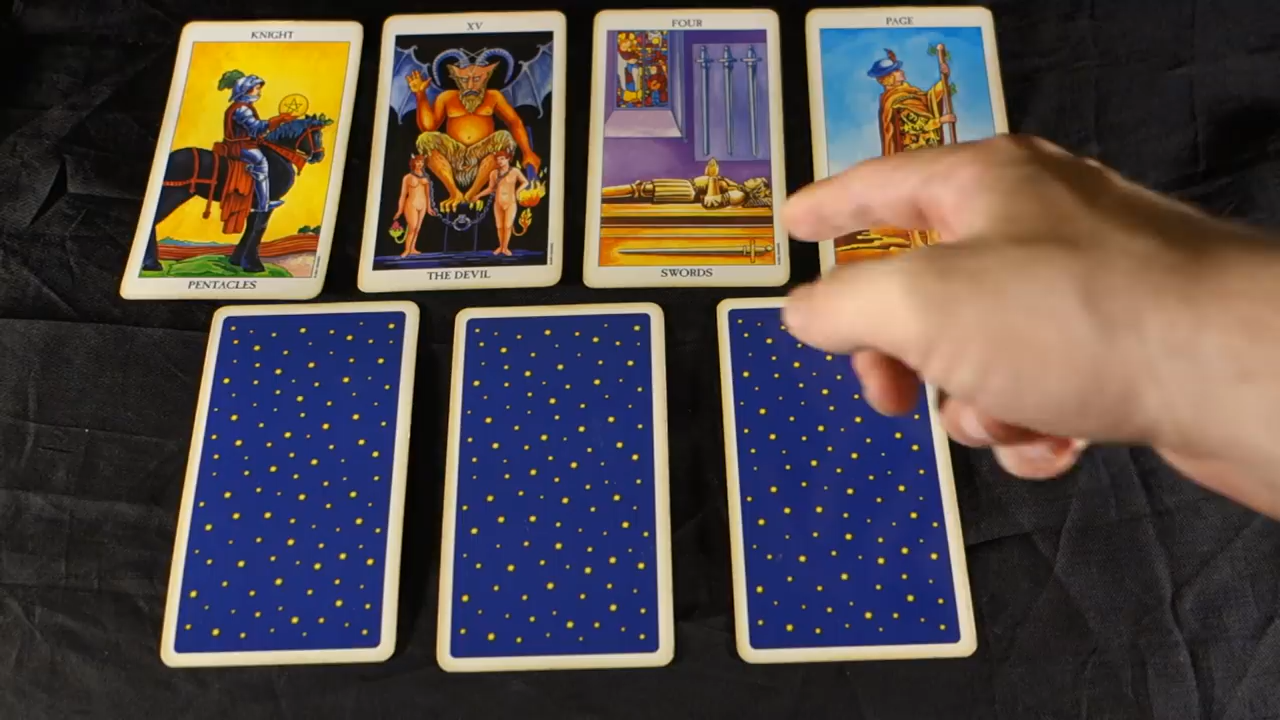 KNIGHT
PENTACLES
XV
THE DEVIL
FOUR
SWORDS
PAGE